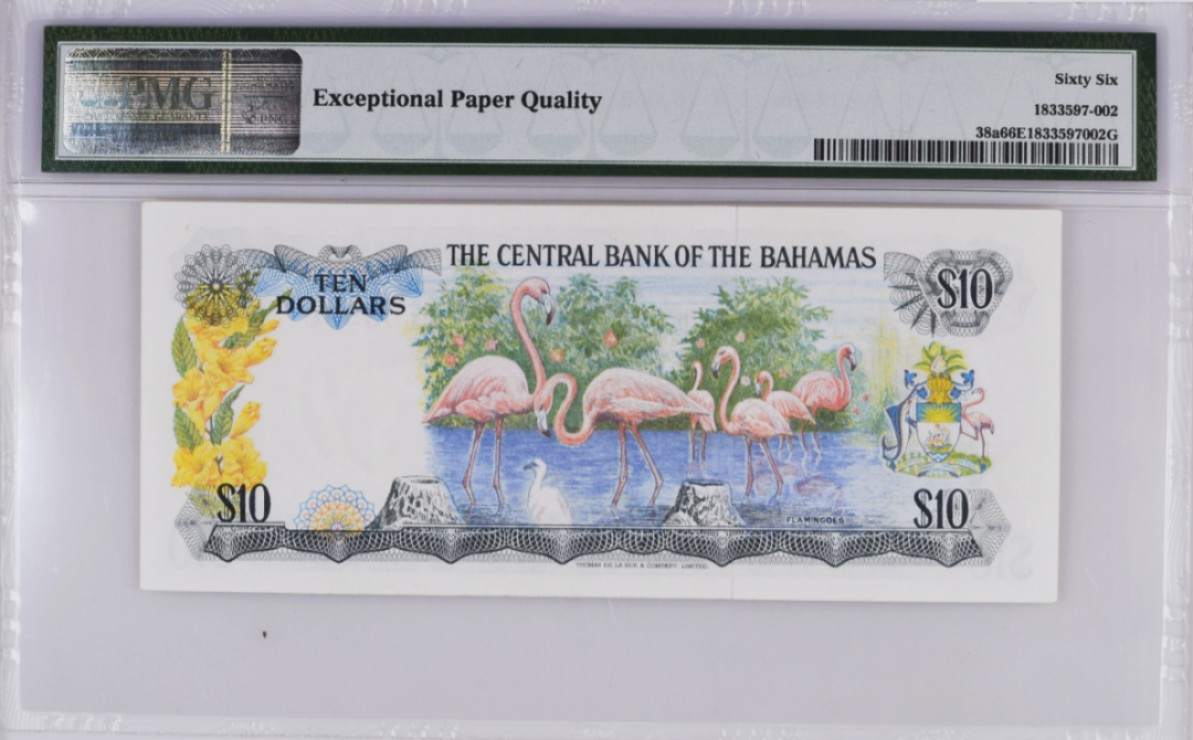 PMG
Exceptional Paper Quality
Sixty Six
1833597-002
38a66E1833597002G
THE CENTRAL BANK OF THE BAHAMAS
TEN
DOLLARS
$10
$10
FLAMINGOES
$10
THOMAS DE LA RUE & COMPANY, LIMITED.